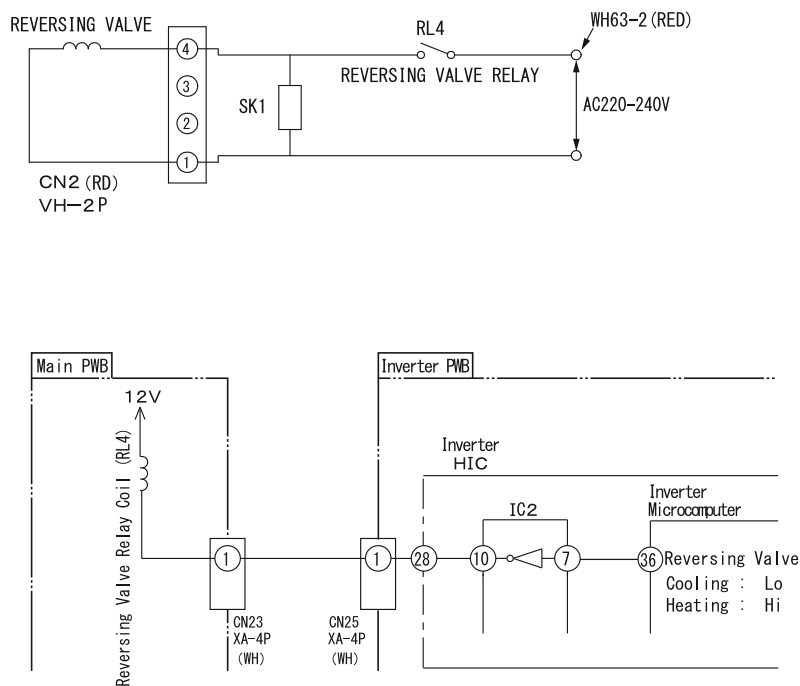 REVERSING VALVE
RL4
WH63-2(RED)
4
3
2
1
SK1
REVERSING VALVE RELAY
AC220-240V
CN2(RD)
VH-2P
Main PWB
Inverter PWB
12V
Reversing Valve Relay Coil (RL4)
Inverter
HIC
IC2
Inverter
Microcomputer
1
1
28
10
7
36
Reversing Valve
Cooling : Lo
Heating : Hi
CN23
XA-4P
(WH)
CN25
XA-4P
(WH)